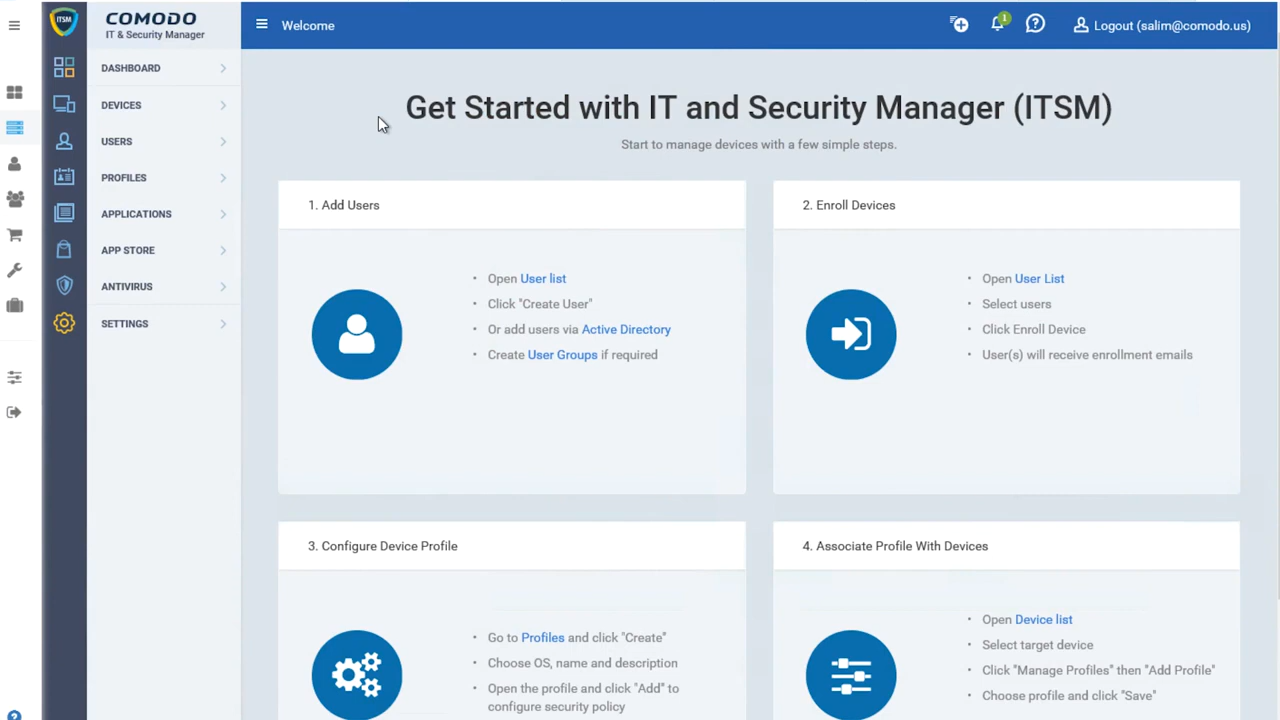 ITSM
COMODO
IT & Security Manager
Welcome
1
Logout (salim@comodo.us)
DASHBOARD
DEVICES
USERS
PROFILES
APPLICATIONS
APP STORE
ANTIVIRUS
SETTINGS
Get Started with IT and Security Manager (ITSM)
Start to manage devices with a few simple steps.
1. Add Users
• Open User list
• Click "Create User"
• Or add users via Active Directory
• Create User Groups if required
2. Enroll Devices
• Open User List
• Select users
• Click Enroll Device
• User(s) will receive enrollment emails
3. Configure Device Profile
• Go to Profiles and click "Create"
• Choose OS, name and description
• Open the profile and click "Add" to
configure security policy
4. Associate Profile With Devices
• Open Device list
• Select target device
• Click "Manage Profiles" then "Add Profile"
• Choose profile and click "Save"